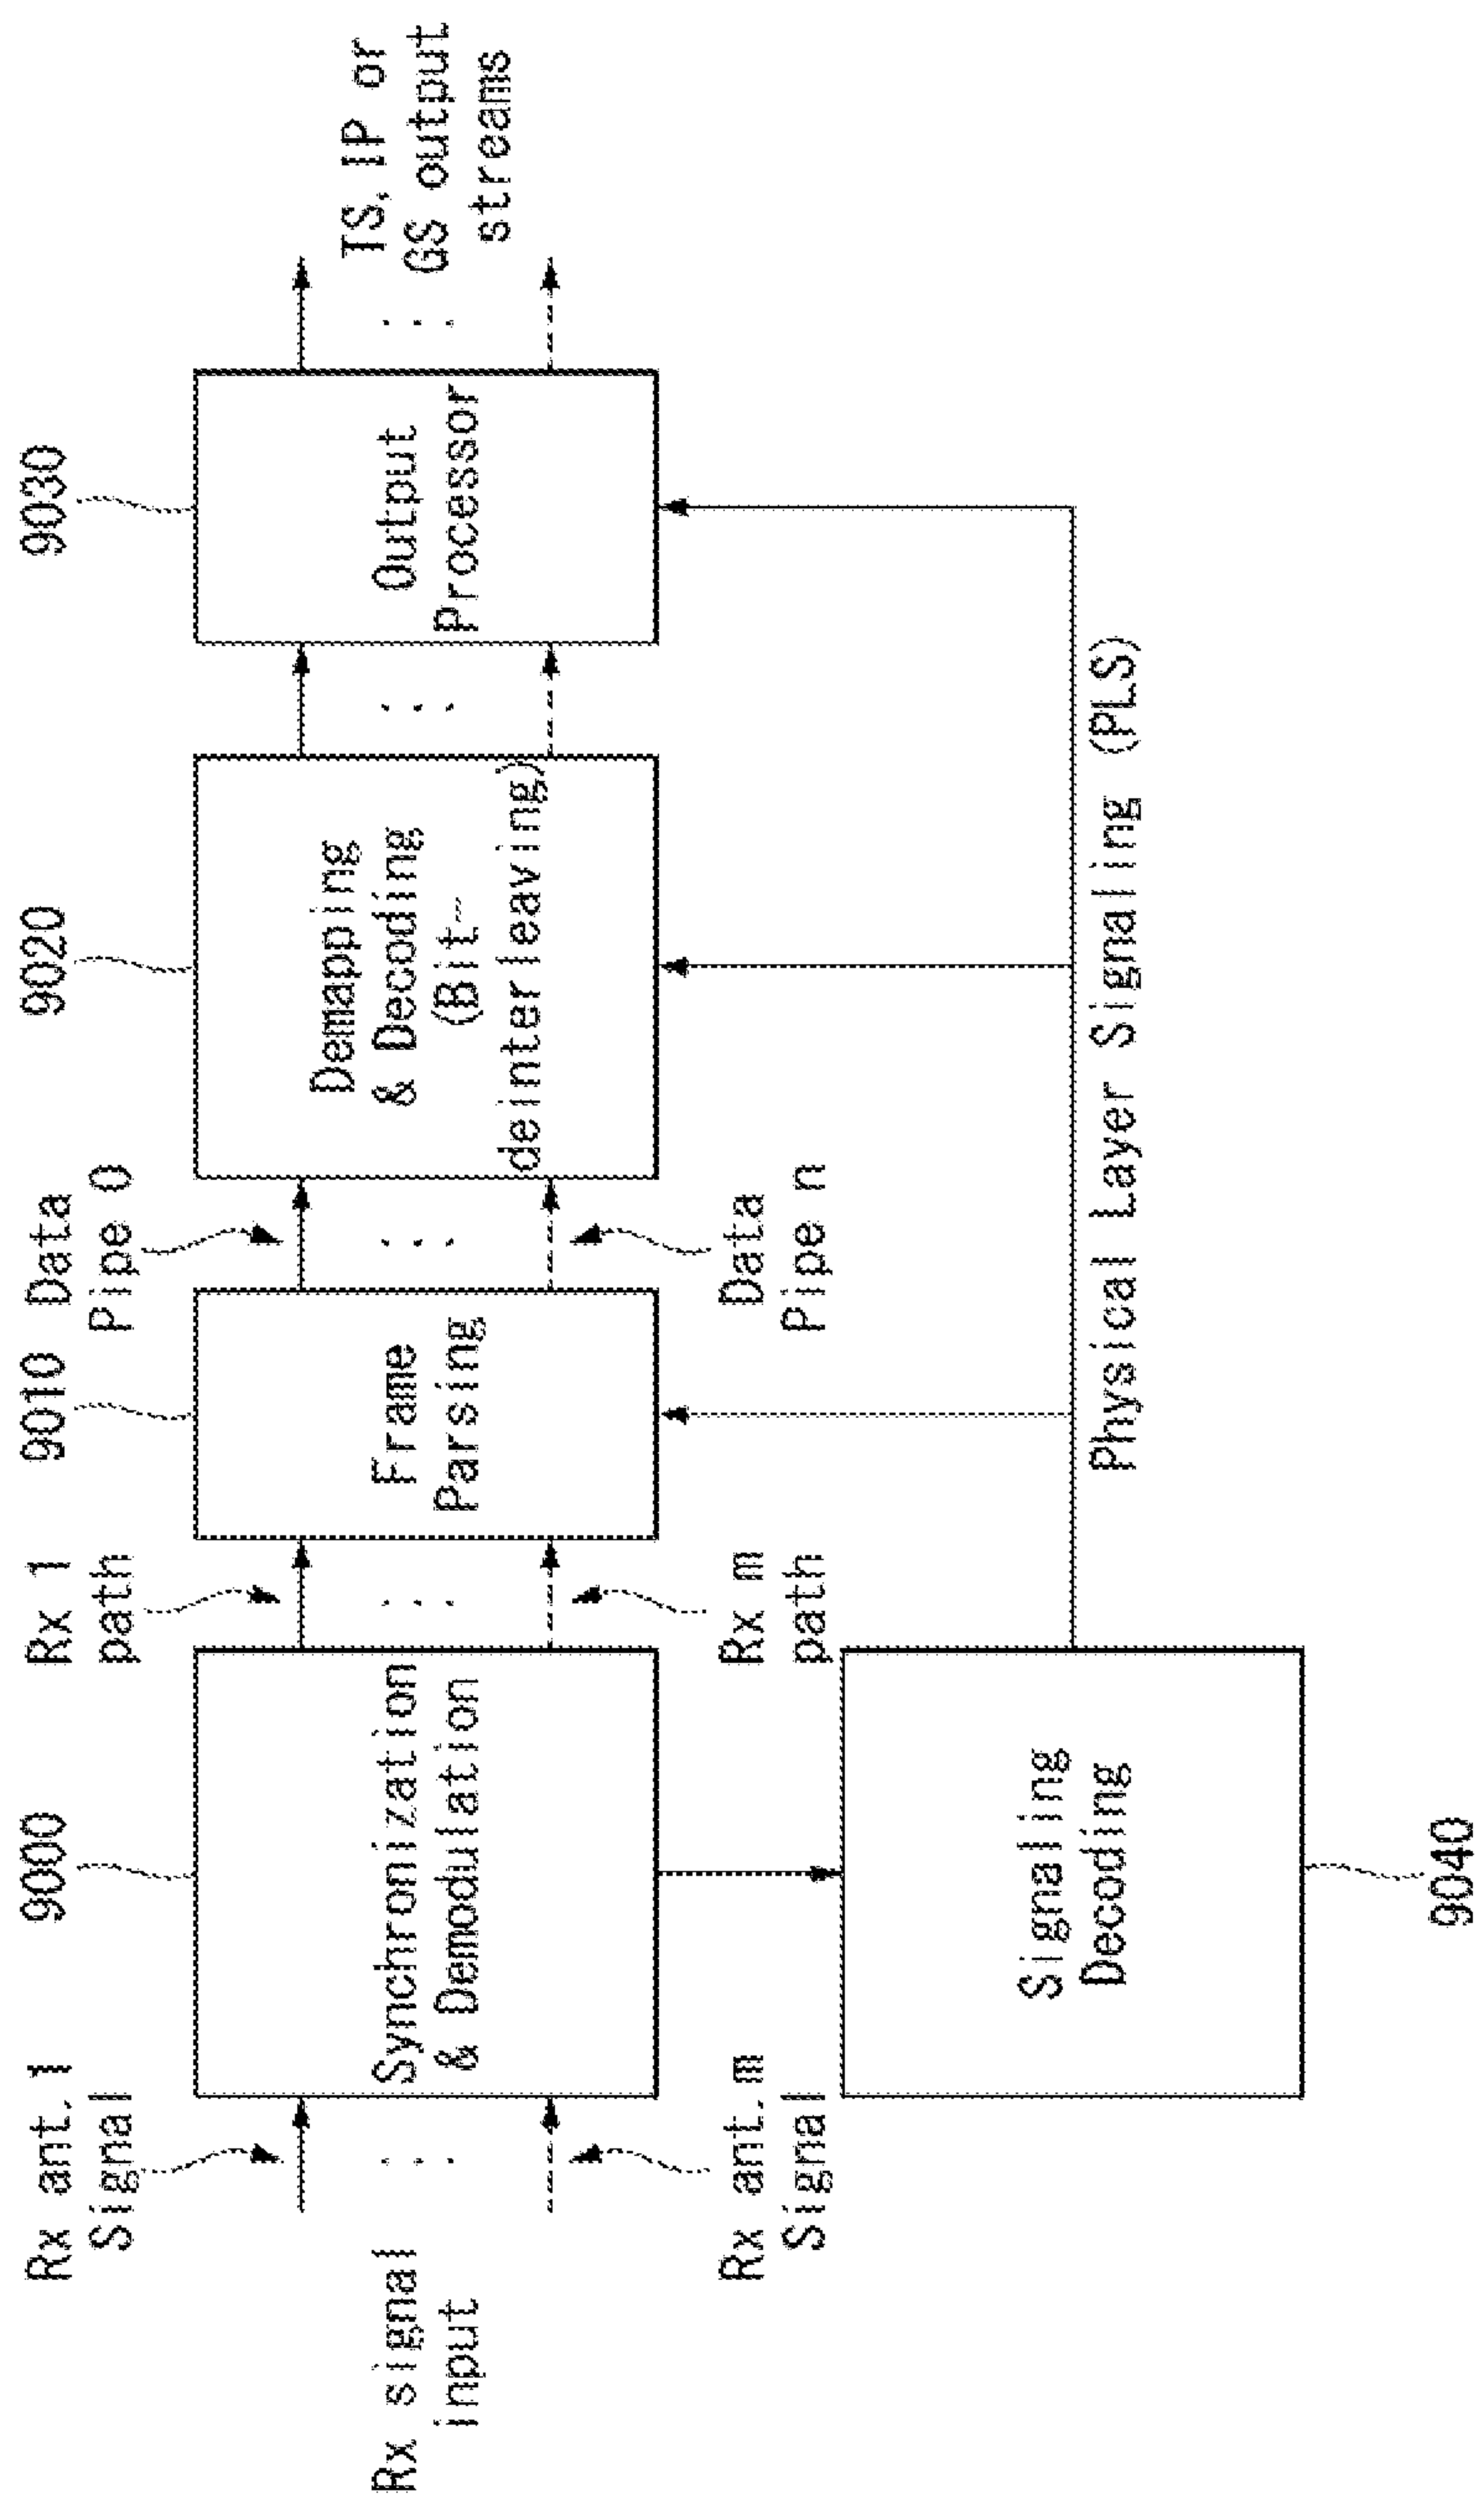 Rx signal
input
Rx ant.1
Signal
Rx ant.m
Signal
9000
Synchronization
& Demodulation
Rx 1
path
Rx m
path
9010
Frame
Parsing
Data
Pipe 0
Data
Pipe n
9020
Demapping
& Decoding
(Bit-
deinterleaving)
9030
Output
Processor
TS, IP or
GS output
streams
Signaling
Decoding
9040
Physical Layer Signaling (PLS)